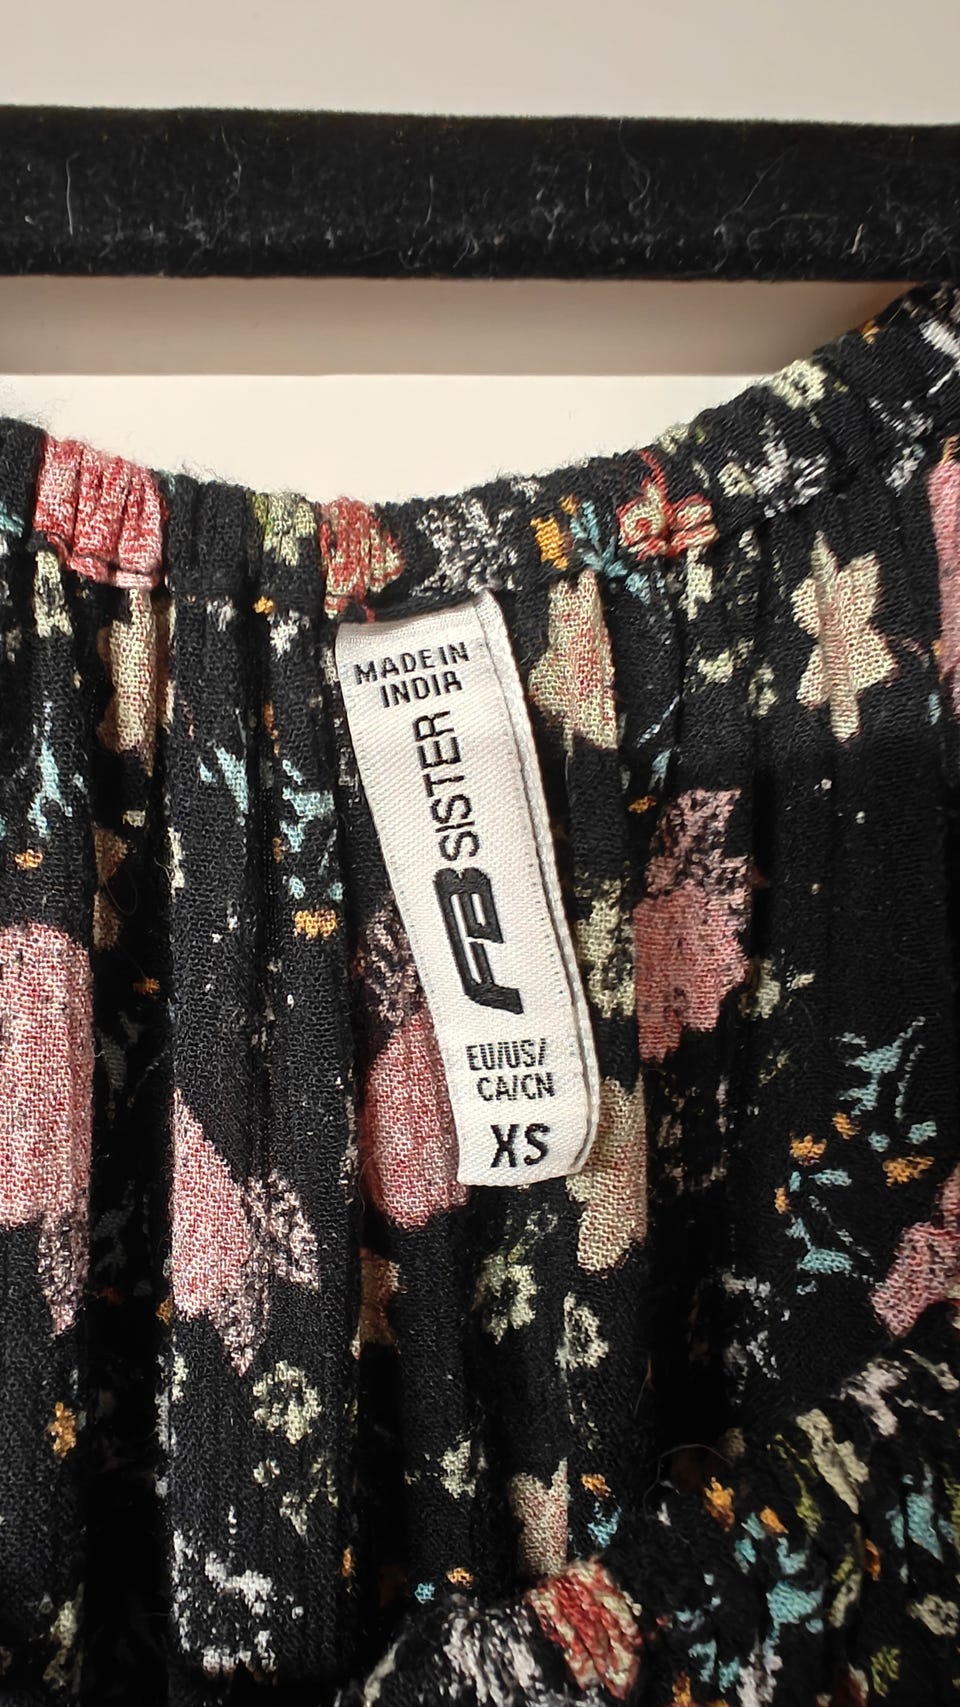 MADE IN
INDIA
FB SISTER
EU/US/
CA/CN
XS